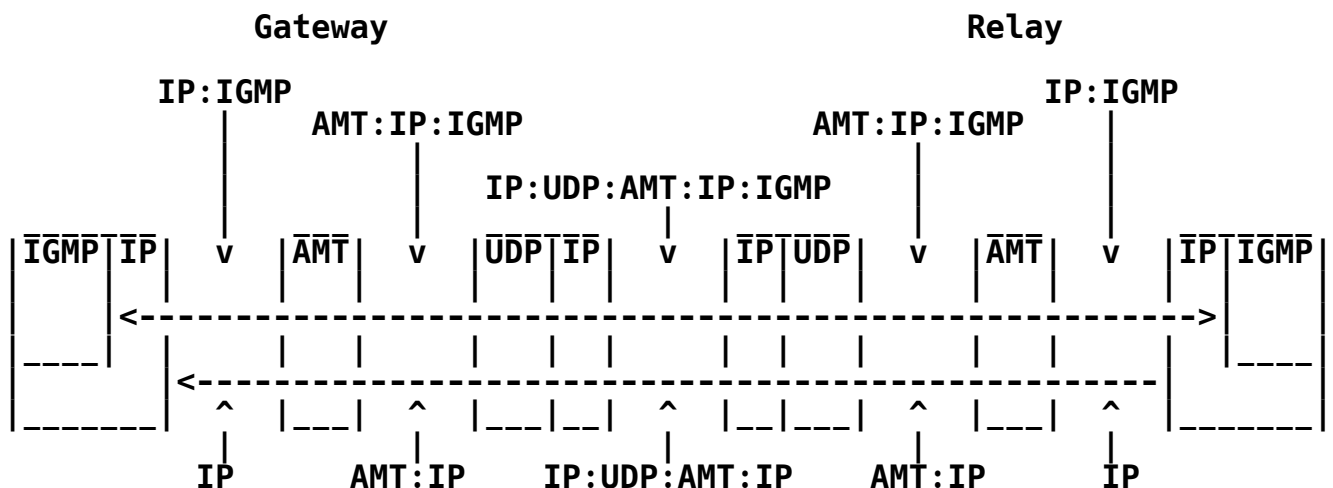 Gateway Relay
IP:IGMP IP:IGMP
AMT:IP:IGMP AMT:IP:IGMP
IP:UDP:AMT:IP:IGMP
IGMP IP v AMT v UDP IP v IP UDP v AMT v IP IGMP
IP AMT:IP IP:UDP:AMT:IP AMT:IP IP